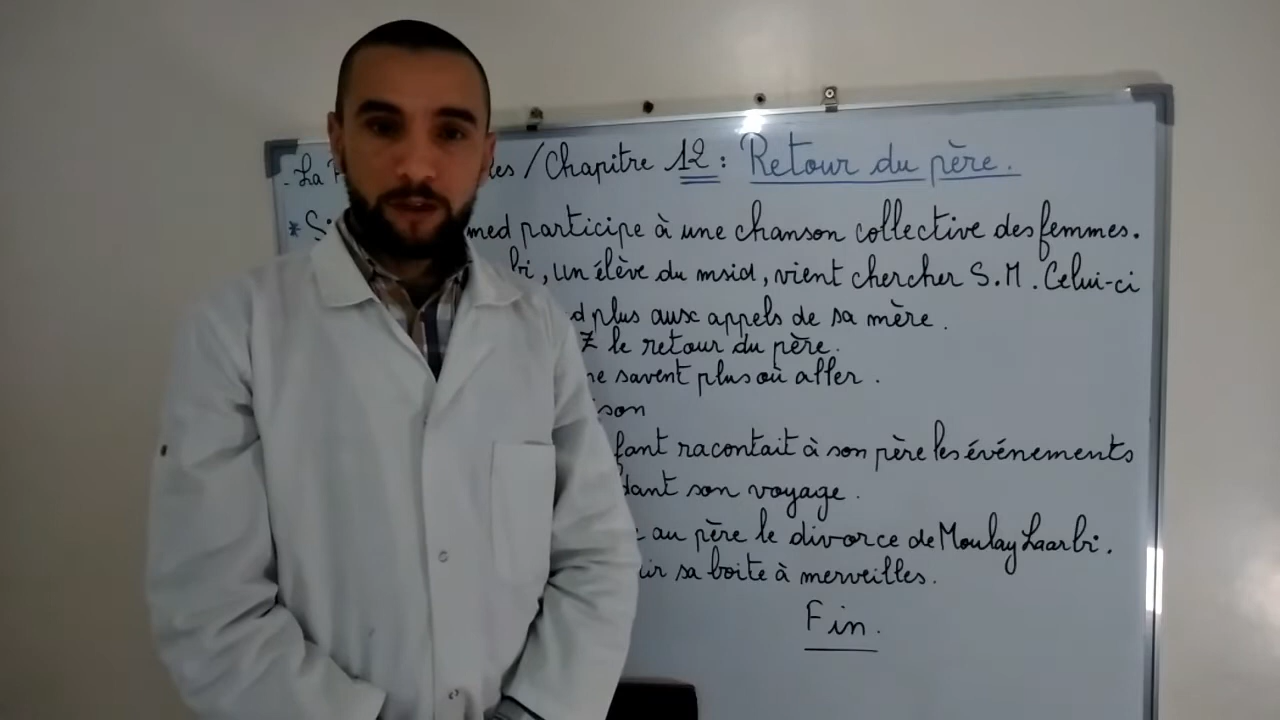 - La les / Chapitre 12 : Retour du père.
* Si med participe à une chanson collective des femmes.
bi, un élève du msid, vient chercher S.M. Celui-ci
d plus aux appels de sa mère.
≠ le retour du père.
ne savent plus où aller.
ison
fant racontait à son père les événements
dant son voyage.
au père le divorce de Moulay Laarbi.
ir sa boite à merveilles.
Fin.